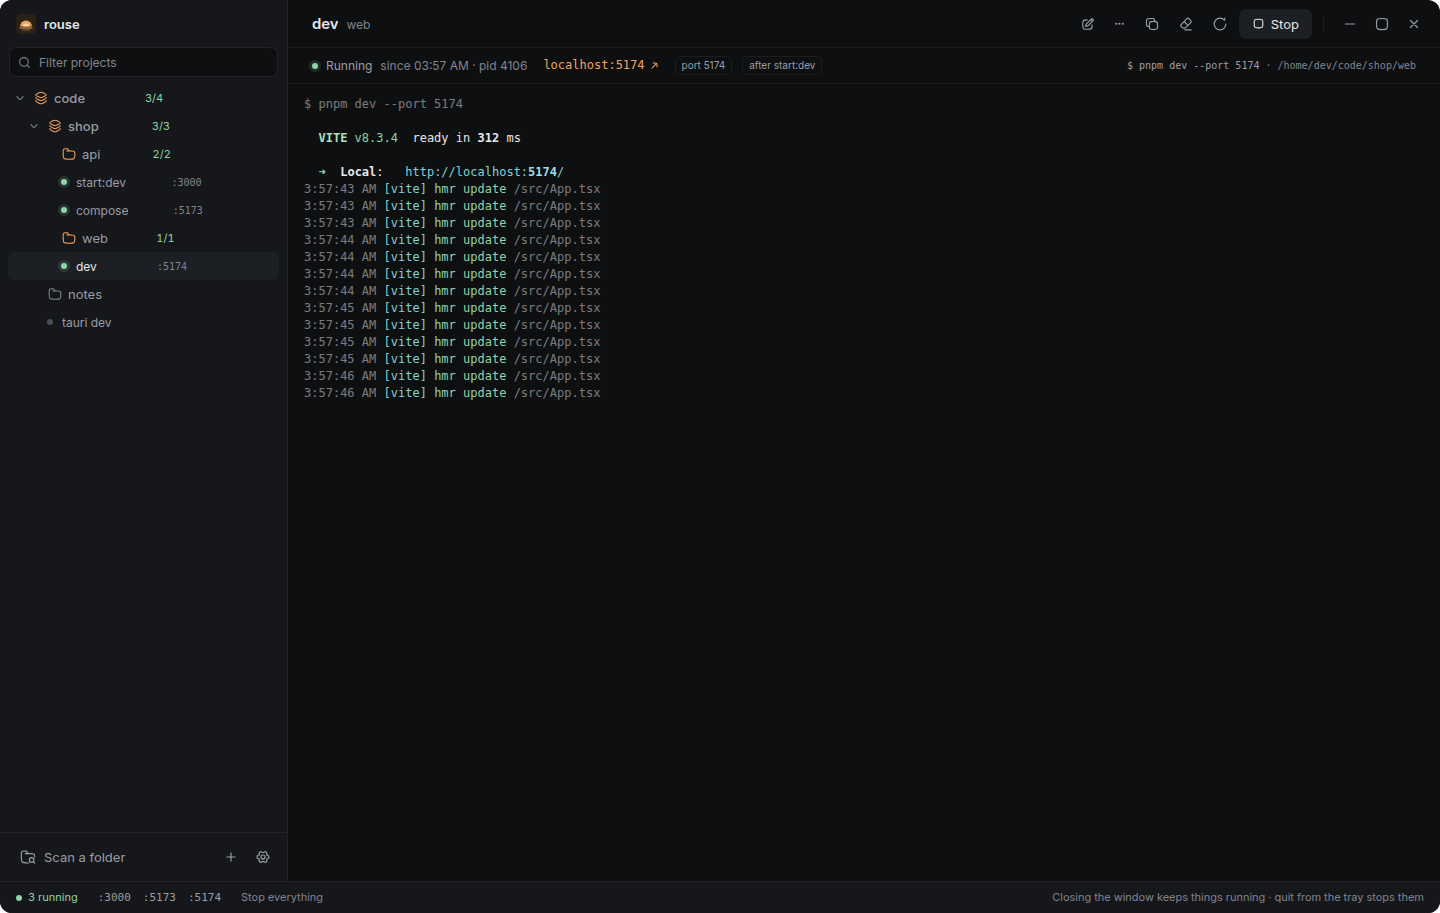 rouse
Filter projects
code 3/4
shop 3/3
api 2/2
start:dev :3000
compose :5173
web 1/1
dev :5174
notes
tauri dev
Scan a folder
dev web
Stop
Running since 03:57 AM · pid 4106 localhost:5174 ↗ port 5174 after start:dev $ pnpm dev --port 5174 · /home/dev/code/shop/web
$ pnpm dev --port 5174
VITE v8.3.4 ready in 312 ms
➜ Local: http://localhost:5174/
3:57:43 AM [vite] hmr update /src/App.tsx
3:57:43 AM [vite] hmr update /src/App.tsx
3:57:43 AM [vite] hmr update /src/App.tsx
3:57:44 AM [vite] hmr update /src/App.tsx
3:57:44 AM [vite] hmr update /src/App.tsx
3:57:44 AM [vite] hmr update /src/App.tsx
3:57:44 AM [vite] hmr update /src/App.tsx
3:57:45 AM [vite] hmr update /src/App.tsx
3:57:45 AM [vite] hmr update /src/App.tsx
3:57:45 AM [vite] hmr update /src/App.tsx
3:57:45 AM [vite] hmr update /src/App.tsx
3:57:46 AM [vite] hmr update /src/App.tsx
3:57:46 AM [vite] hmr update /src/App.tsx
3 running :3000 :5173 :5174 Stop everything Closing the window keeps things running · quit from the tray stops them